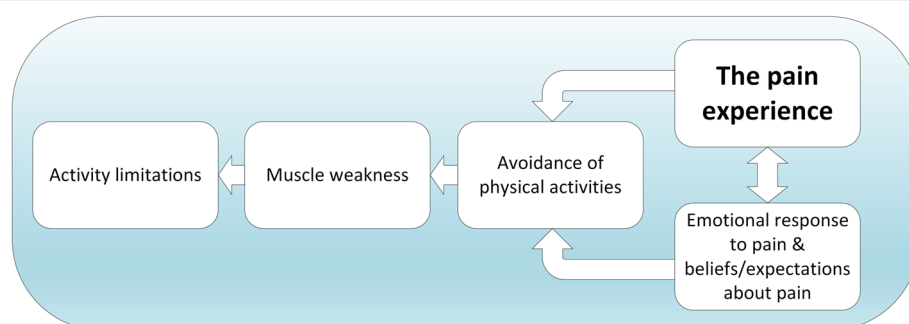 Activity limitations
Muscle weakness
Avoidance of
physical activities
The pain
experience
Emotional response
to pain &
beliefs/expectations
about pain